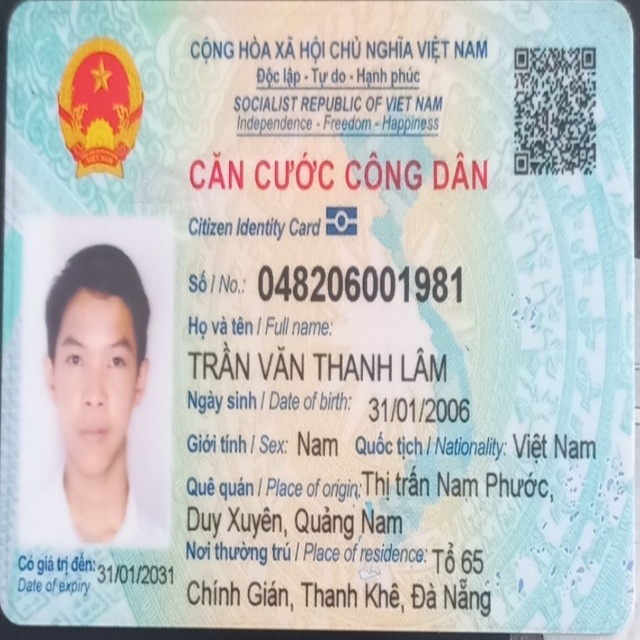 CỘNG HÒA XÃ HỘI CHỦ NGHĨA VIỆT NAM
Độc lập - Tự do - Hạnh phúc
SOCIALIST REPUBLIC OF VIET NAM
Independence - Freedom - Happiness
CĂN CƯỚC CÔNG DÂN
Citizen Identity Card
Số / No.: 048206001981
Họ và tên / Full name:
TRẦN VĂN THANH LÂM
Ngày sinh / Date of birth: 31/01/2006
Giới tính / Sex: Nam Quốc tịch / Nationality: Việt Nam
Quê quán / Place of origin: Thị trấn Nam Phước,
Duy Xuyên, Quảng Nam
Nơi thường trú / Place of residence: Tổ 65
Chính Gián, Thanh Khê, Đà Nẵng
Có giá trị đến: 31/01/2031
Date of expiry